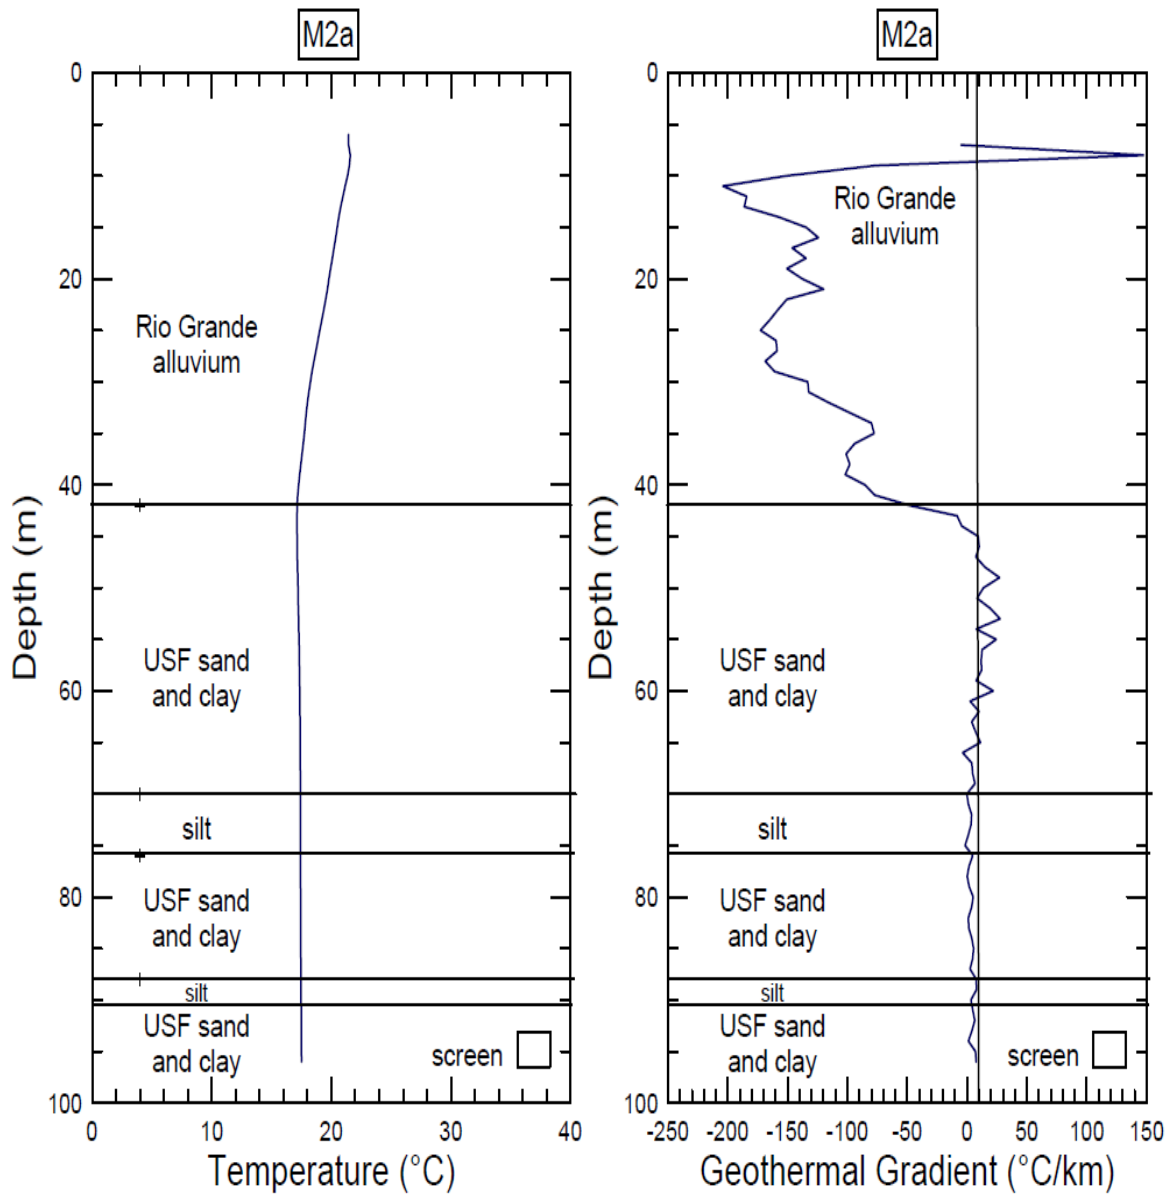 M2a
0
20
40
60
80
100
Depth (m)
Rio Grande
alluvium
USF sand
and clay
silt
USF sand
and clay
silt
USF sand
and clay
screen
0 10 20 30 40
Temperature (°C)
M2a
0
20
40
60
80
100
Depth (m)
Rio Grande
alluvium
USF sand
and clay
silt
USF sand
and clay
silt
USF sand
and clay
screen
-250 -200 -150 -100 -50 0 50 100 150
Geothermal Gradient (°C/km)